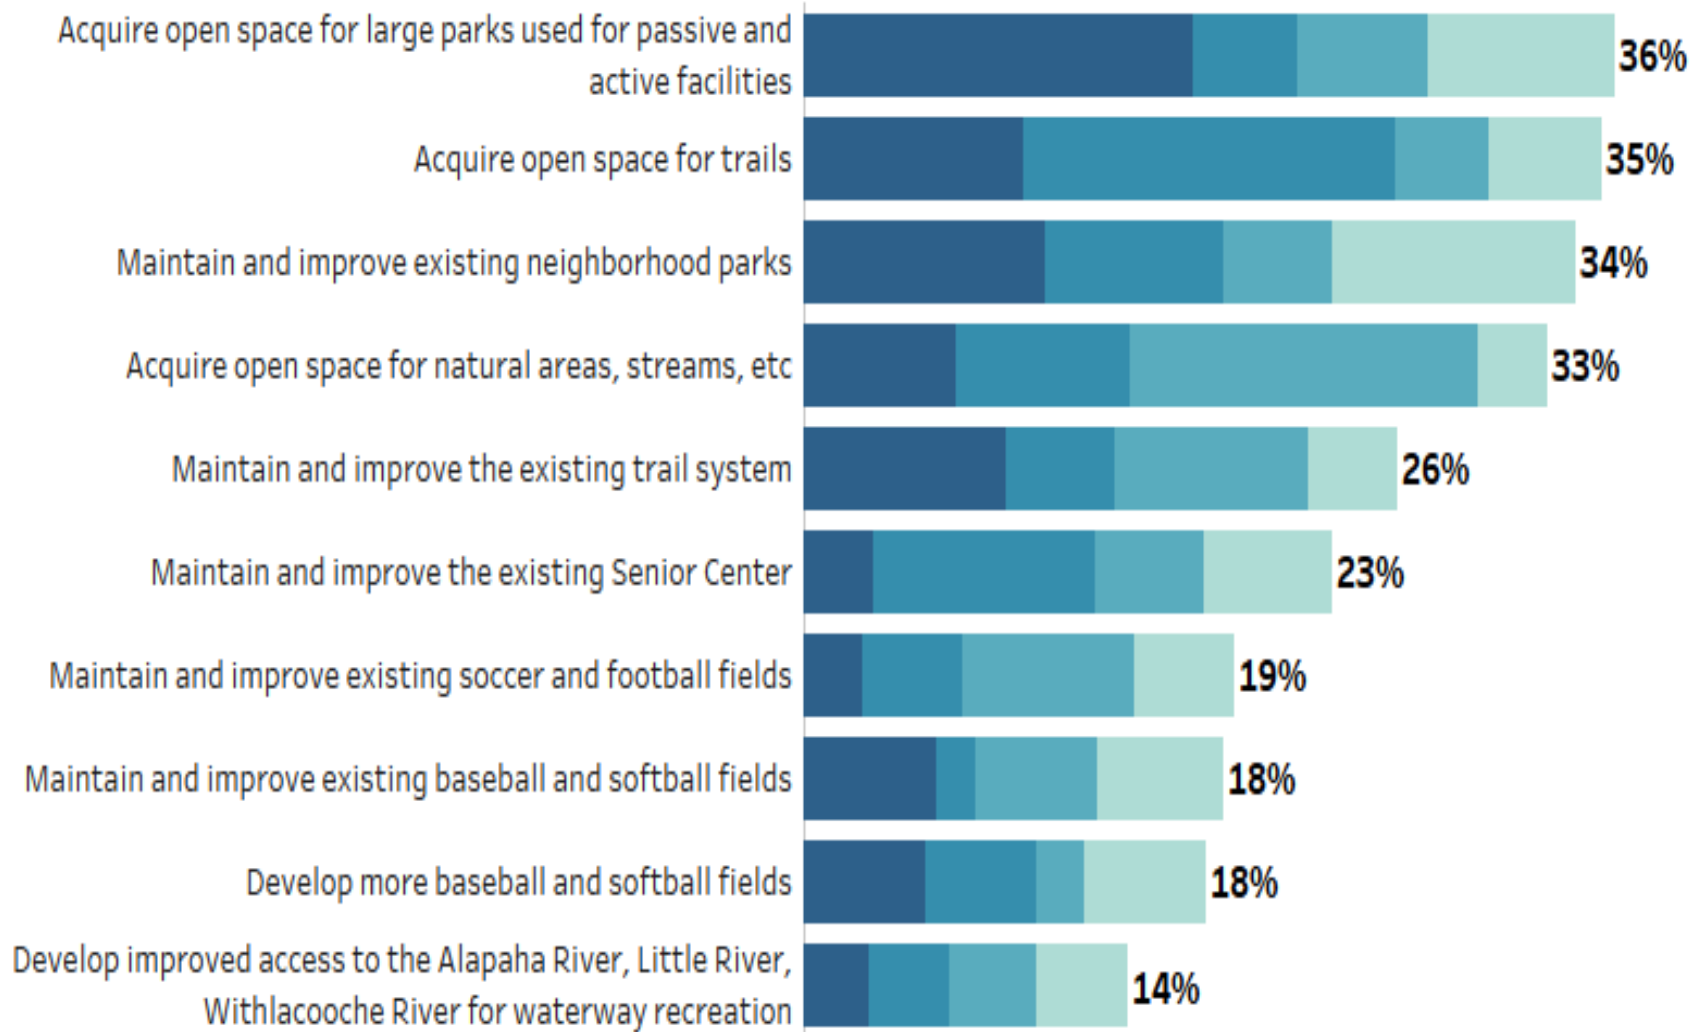 Acquire open space for large parks used for passive and
active facilities
36%
Acquire open space for trails
35%
Maintain and improve existing neighborhood parks
34%
Acquire open space for natural areas, streams, etc
33%
Maintain and improve the existing trail system
26%
Maintain and improve the existing Senior Center
23%
Maintain and improve existing soccer and football fields
19%
Maintain and improve existing baseball and softball fields
18%
Develop more baseball and softball fields
18%
Develop improved access to the Alapaha River, Little River,
Withlacooche River for waterway recreation
14%